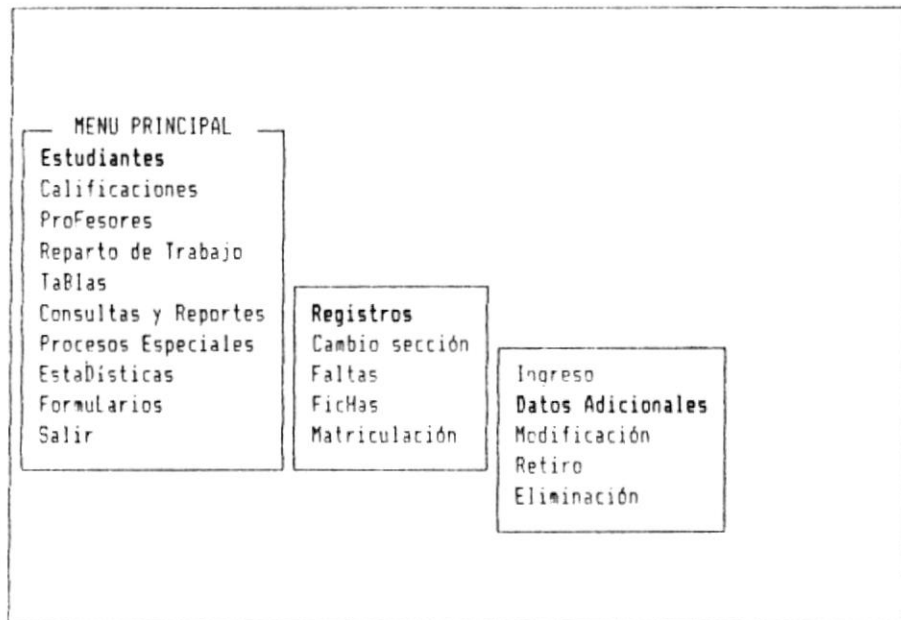 MENU PRINCIPAL
Estudiantes
Calificaciones
ProFesores
Reparto de Trabajo
TaBlas
Consultas y Reportes
Procesos Especiales
EstaDísticas
FormuLarios
Salir
Registros
Cambio sección
Faltas
FicHas
Matriculación
Ingreso
Datos Adicionales
Modificación
Retiro
Eliminación